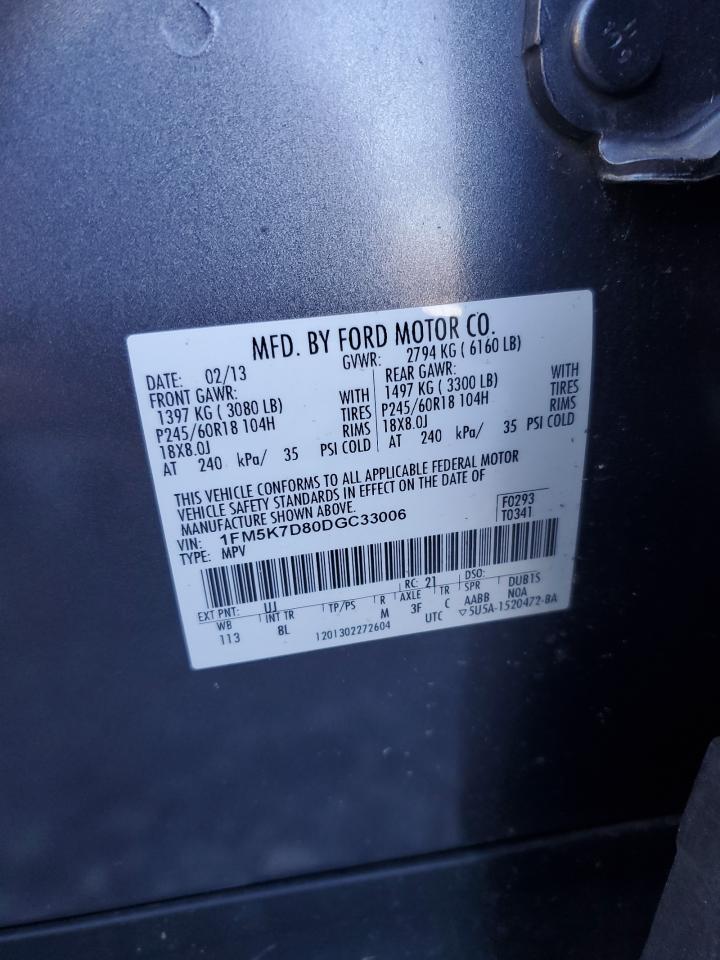 MFD. BY FORD MOTOR CO.
DATE: 02/13
GVWR: 2794 KG ( 6160 LB)
FRONT GAWR:
1397 KG ( 3080 LB) WITH
P245/60R18 104H TIRES
18X8.0J RIMS
AT 240 kPa/ 35 PSI COLD
REAR GAWR:
1497 KG ( 3300 LB) WITH
P245/60R18 104H TIRES
18X8.0J RIMS
AT 240 kPa/ 35 PSI COLD
THIS VEHICLE CONFORMS TO ALL APPLICABLE FEDERAL MOTOR
VEHICLE SAFETY STANDARDS IN EFFECT ON THE DATE OF
MANUFACTURE SHOWN ABOVE.
VIN: 1FM5K7D80DGC33006
TYPE: MPV
F0293
T0341
EXT PNT: UJ RC: 21 DSO:
WB INT TR TP/PS R AXLE TR SPR DUB1S
113 8L M 3F C AABB N0A
1201302272604 UTC ▽5U5A-1520472-BA